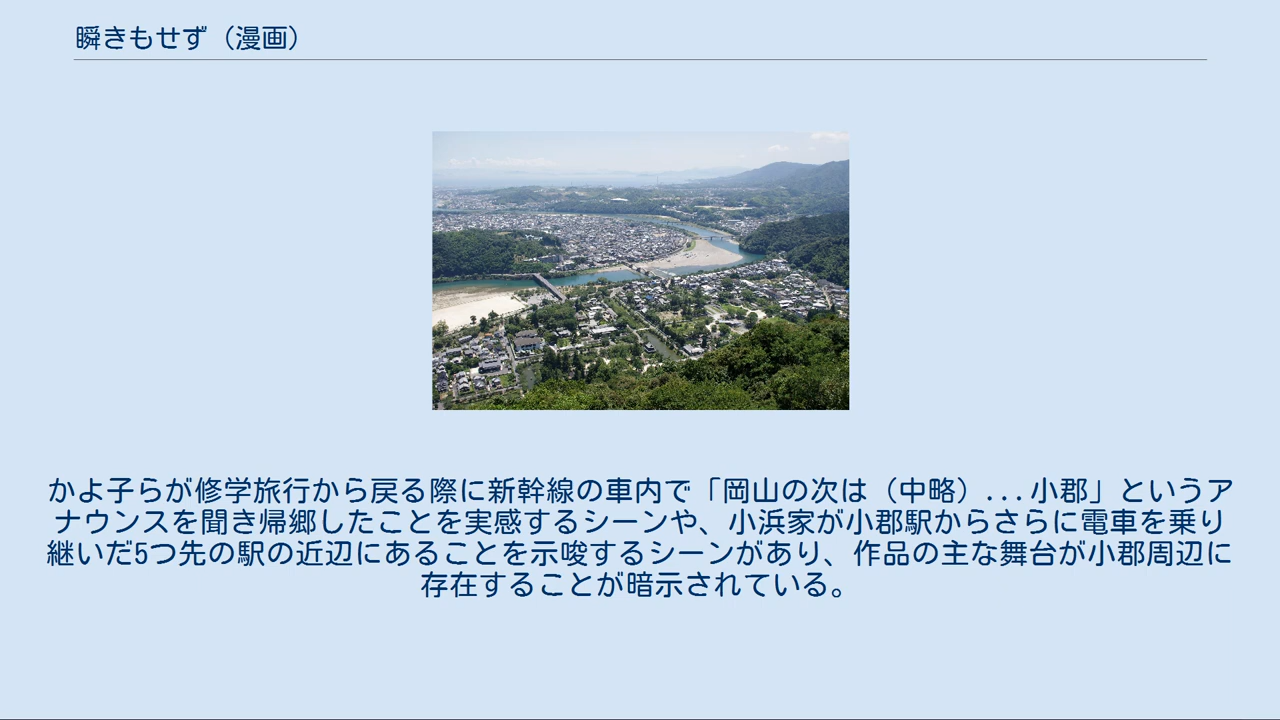 瞬きもせず（漫画）
かよ子らが修学旅行から戻る際に新幹線の車内で「岡山の次は（中略）...小郡」というア
ナウンスを聞き帰郷したことを実感するシーンや、小浜家が小郡駅からさらに電車を乗り
継いだ5つ先の駅の近辺にあることを示唆するシーンがあり、作品の主な舞台が小郡周辺に
存在することが暗示されている。